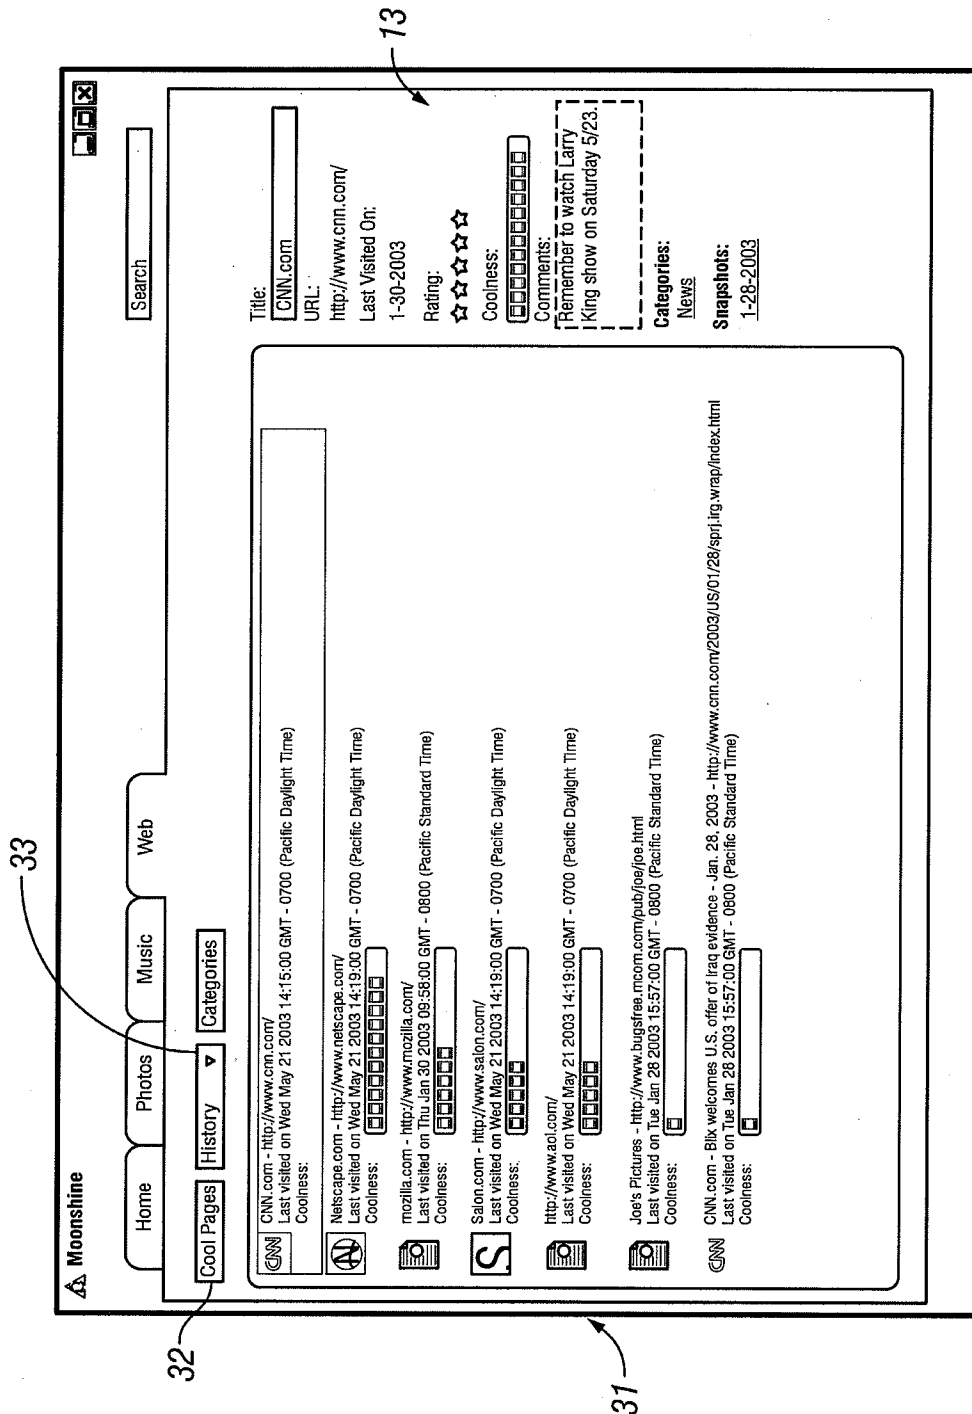 Moonshine
Search
Home
Photos
Music
Web
33
32
Cool Pages
History
Categories
13
31
CNN
CNN.com - http://www.cnn.com/
Last visited on Wed May 21 2003 14:15:00 GMT - 0700 (Pacific Daylight Time)
Coolness:
N
Netscape.com - http://www.netscape.com/
Last visited on Wed May 21 2003 14:19:00 GMT - 0700 (Pacific Daylight Time)
Coolness:
mozilla.com - http://www.mozilla.com/
Last visited on Thu Jan 30 2003 09:58:00 GMT - 0800 (Pacific Standard Time)
Coolness:
S.
Salon.com - http://www.salon.com/
Last visited on Wed May 21 2003 14:19:00 GMT - 0700 (Pacific Daylight Time)
Coolness:
http://www.aol.com/
Last visited on Wed May 21 2003 14:19:00 GMT - 0700 (Pacific Daylight Time)
Coolness:
Joe's Pictures - http://www.bugsfree.mcom.com/pub/joe/joe.html
Last visited on Tue Jan 28 2003 15:57:00 GMT - 0800 (Pacific Standard Time)
Coolness:
CNN
CNN.com - Blix welcomes U.S. offer of Iraq evidence - Jan. 28, 2003 - http://www.cnn.com/2003/US/01/28/sprj.irg.wrap/index.html
Last visited on Tue Jan 28 2003 15:57:00 GMT - 0800 (Pacific Standard Time)
Coolness:
Title:
CNN.com
URL:
http://www.cnn.com/
Last Visited On:
1-30-2003
Rating:
Coolness:
Comments:
Remember to watch Larry
King show on Saturday 5/23.
Categories:
News
Snapshots:
1-28-2003